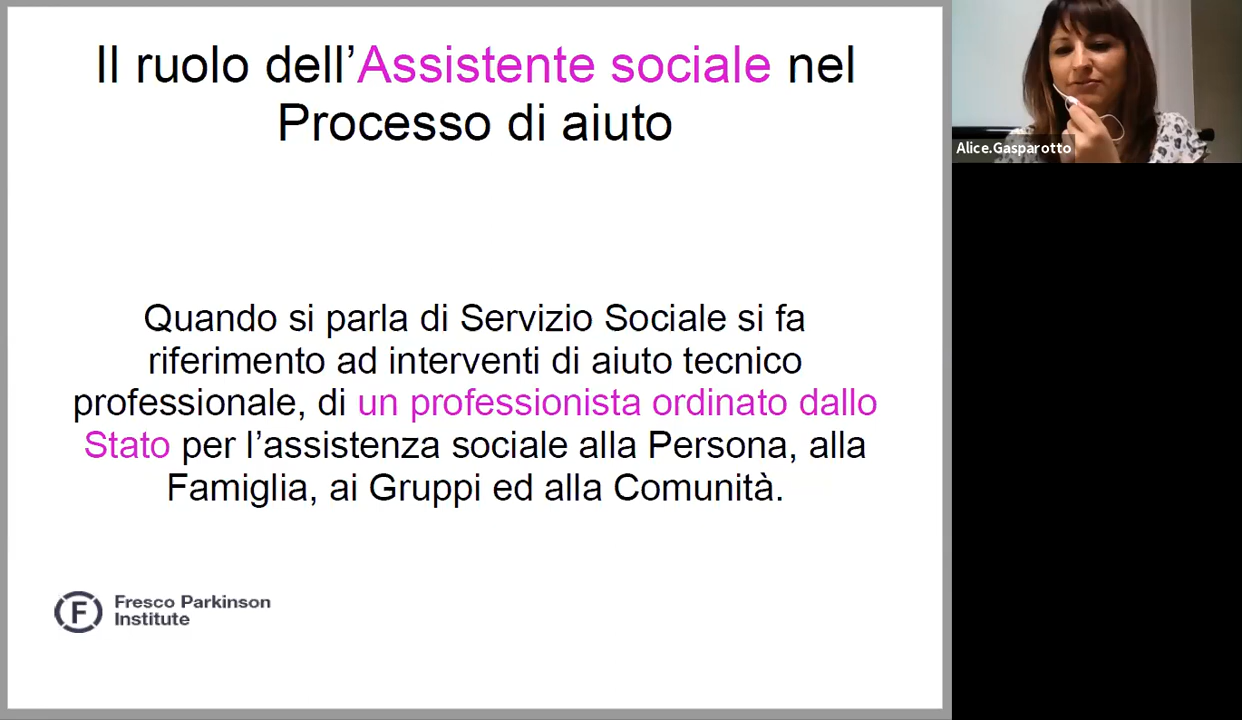 Il ruolo dell’Assistente sociale nel
Processo di aiuto
Quando si parla di Servizio Sociale si fa
riferimento ad interventi di aiuto tecnico
professionale, di un professionista ordinato dallo
Stato per l’assistenza sociale alla Persona, alla
Famiglia, ai Gruppi ed alla Comunità.
F
Fresco Parkinson
Institute
Alice.Gasparotto